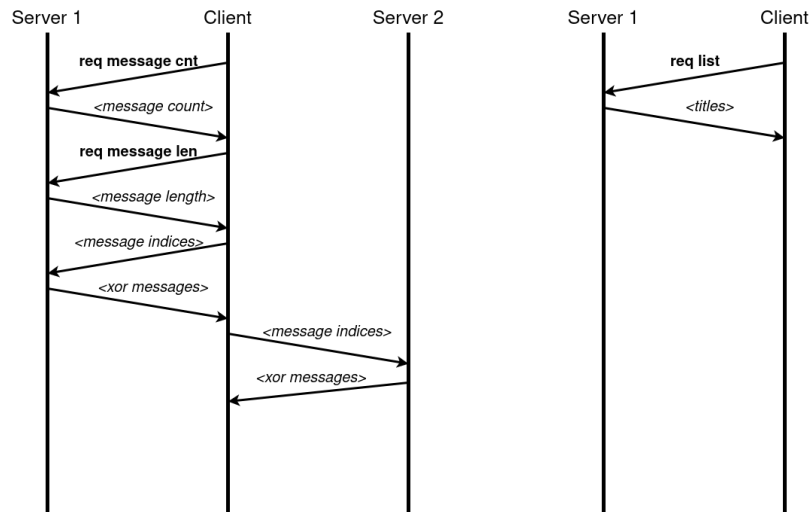 Server 1
Client
Server 2
req message cnt
<message count>
req message len
<message length>
<message indices>
<xor messages>
<message indices>
<xor messages>
Server 1
Client
req list
<titles>